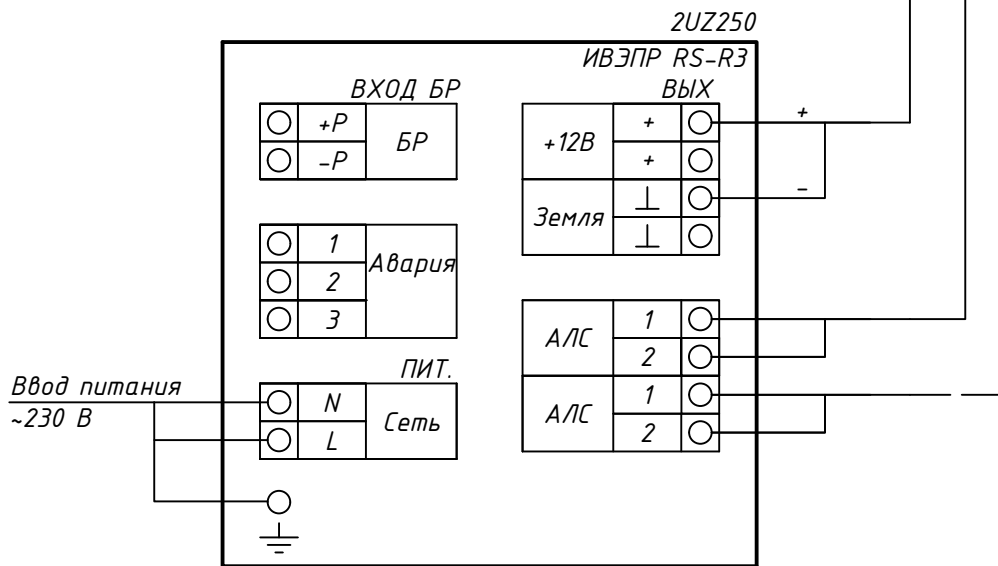 2UZ250
ИВЭПР RS-R3
ВХОД БР
ВЫХ
+Р
-Р
БР
+12В
+
+
Земля
⊥
⊥
+
-
1
2
3
Авария
АЛС
1
2
АЛС
1
2
ПИТ.
N
L
Сеть
Ввод питания
~230 В